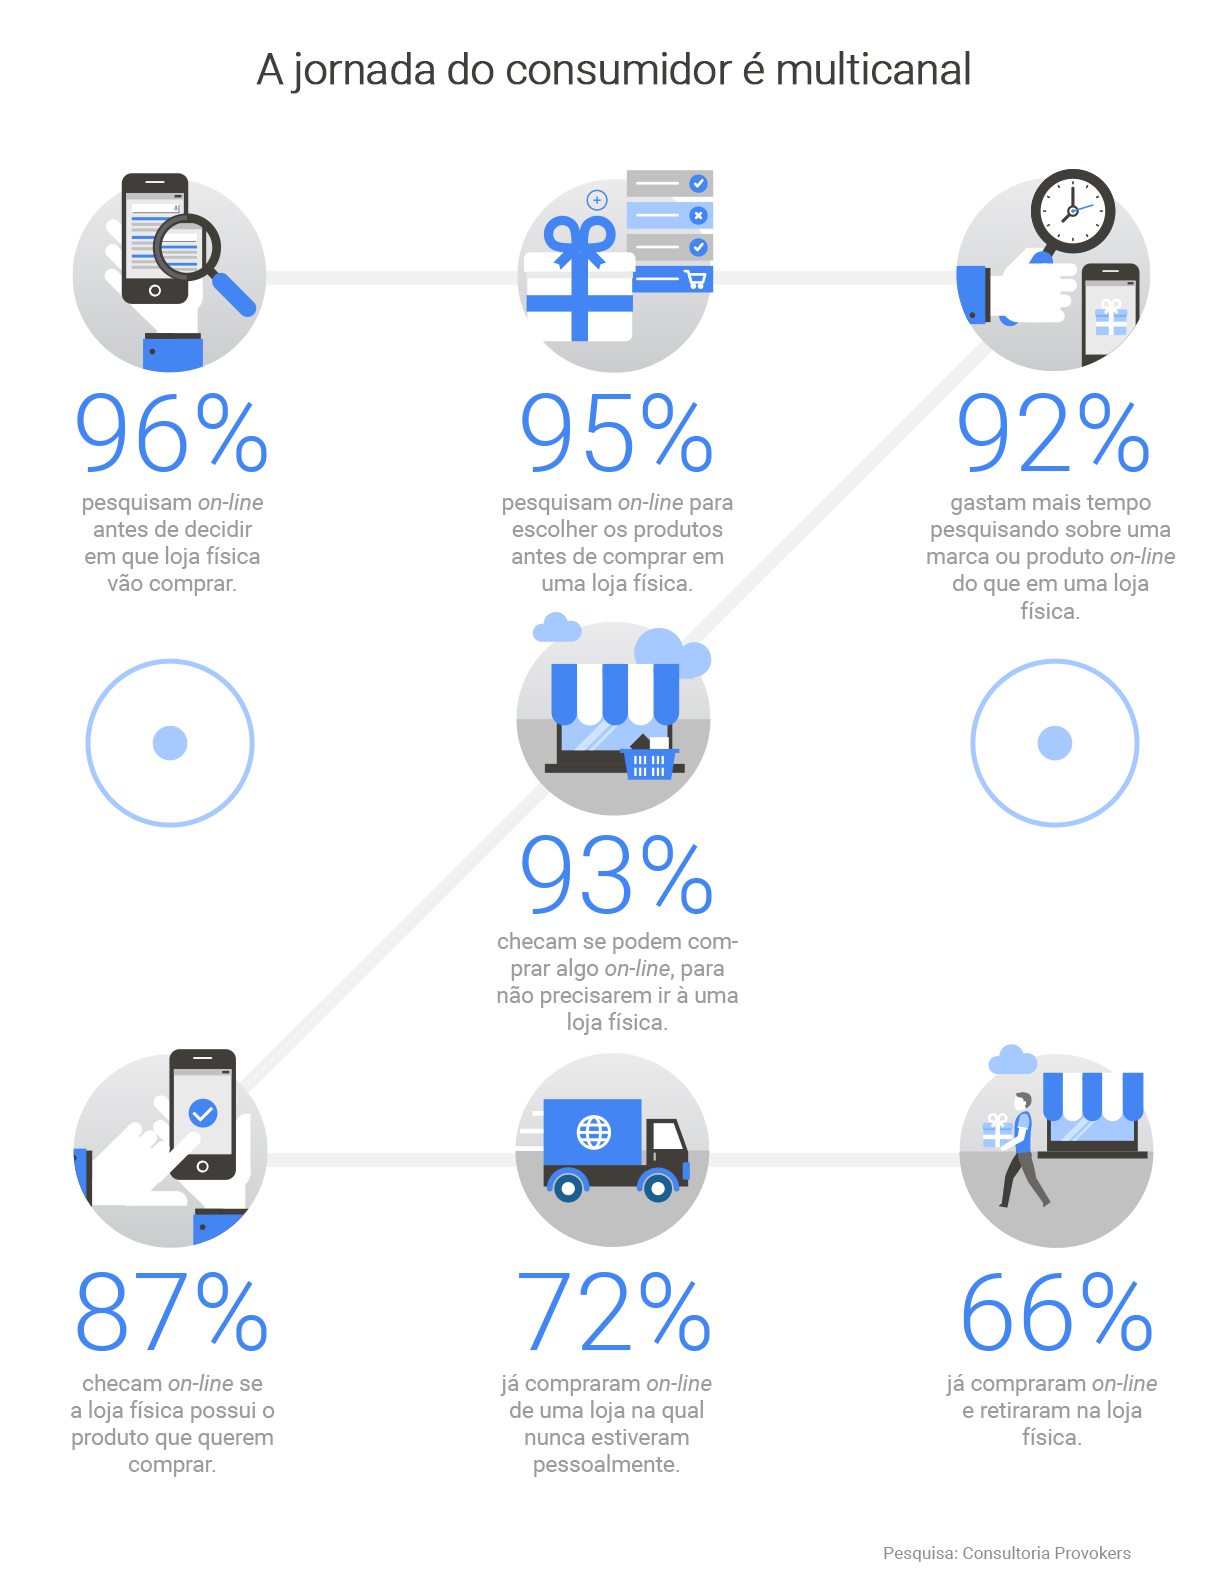 A jornada do consumidor é multicanal
96%
pesquisam on-line
antes de decidir
em que loja física
vão comprar.
95%
pesquisam on-line para
escolher os produtos
antes de comprar em
uma loja física.
92%
gastam mais tempo
pesquisando sobre uma
marca ou produto on-line
do que em uma loja
física.
93%
checam se podem com-
prar algo on-line, para
não precisarem ir à uma
loja física.
87%
checam on-line se
a loja física possui o
produto que querem
comprar.
72%
já compraram on-line
de uma loja na qual
nunca estiveram
pessoalmente.
66%
já compraram on-line
e retiraram na loja
física.
Pesquisa: Consultoria Provokers